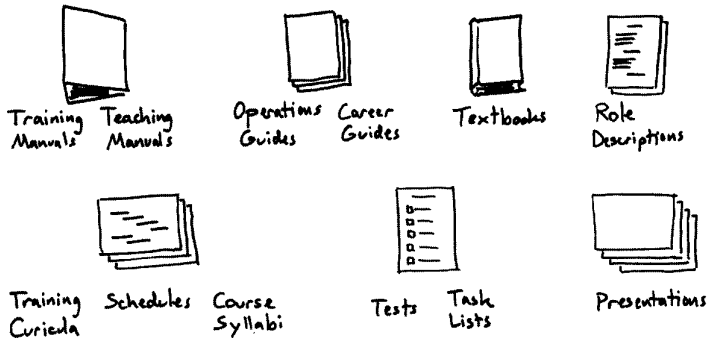 Training Manuals
Teaching Manuals
Operations Guides
Career Guides
Textbooks
Role Descriptions
Training Curicula
Schedules
Course Syllabi
Tests
Task Lists
Presentations